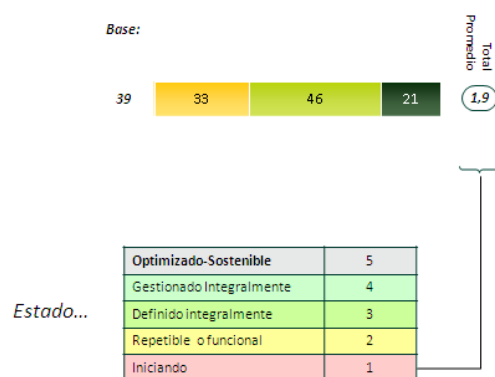 Base:
Total
Promedio
39 33 46 21 1,9
Estado...
Optimizado-Sostenible 5
Gestionado Integralmente 4
Definido integralmente 3
Repetible o funcional 2
Iniciando 1